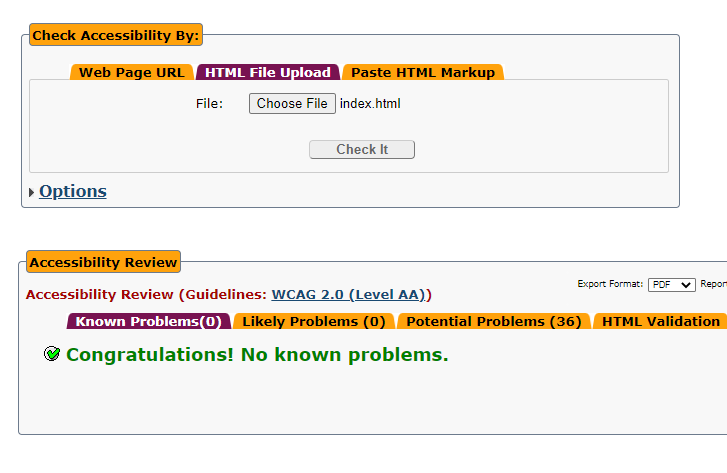 Check Accessibility By:
Web Page URL HTML File Upload Paste HTML Markup
File: Choose File index.html
Check It
Options
Accessibility Review
Export Format: PDF Report
Accessibility Review (Guidelines: WCAG 2.0 (Level AA))
Known Problems(0) Likely Problems (0) Potential Problems (36) HTML Validation
Congratulations! No known problems.